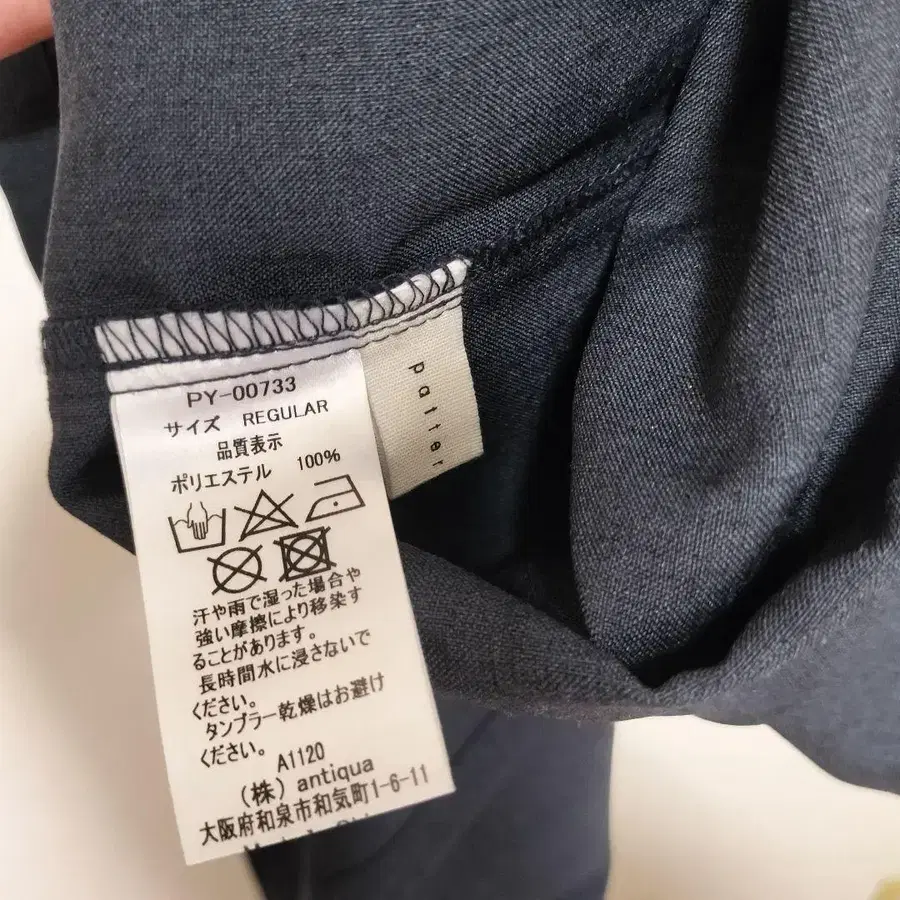 PY-00733
サイズ REGULAR
品質表示
ポリエステル 100%
汗や雨で湿った場合や
強い摩擦により移染す
ることがあります。
長時間水に浸さないで
ください。
タンブラー乾燥はお避け
ください。
A1120
(株) antiqua
大阪府和泉市和気町1-6-11
patter